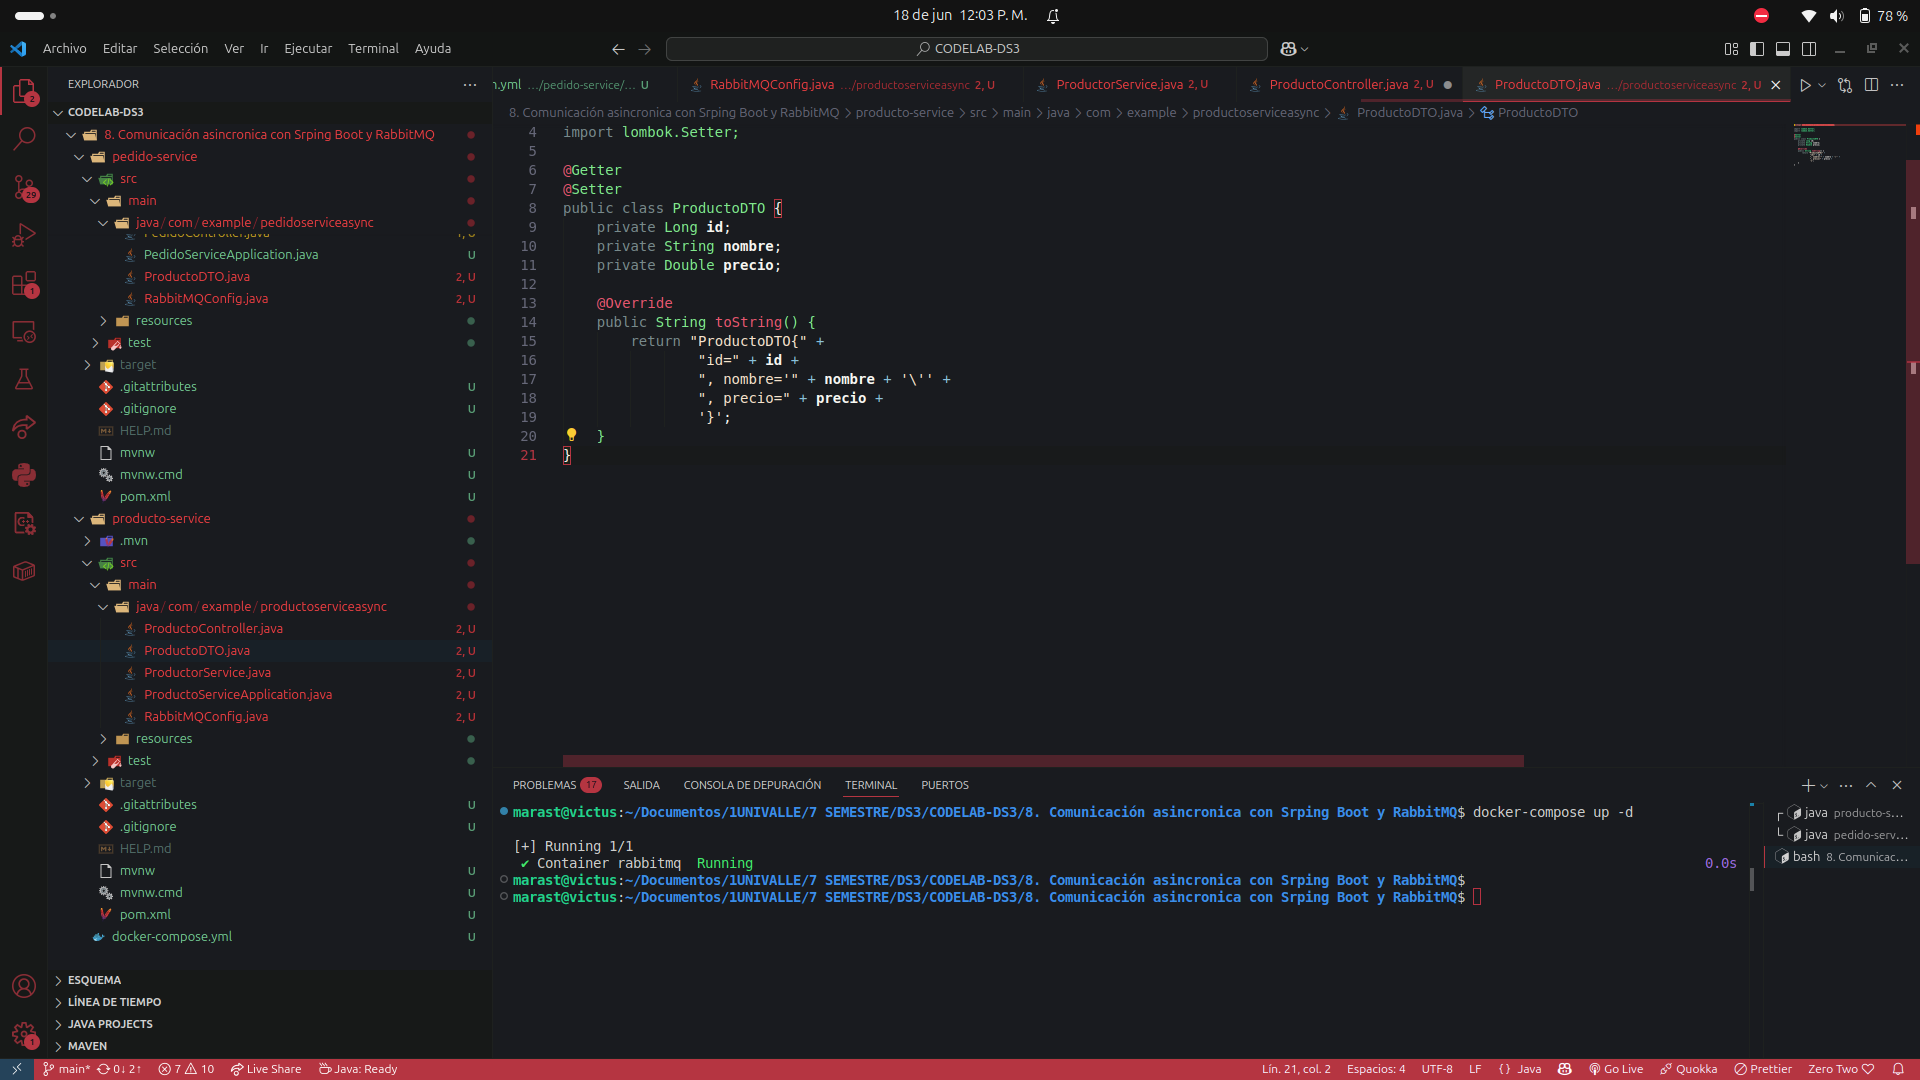 18 de jun 12:03 P. M.
78 %
Archivo Editar Selección Ver Ir Ejecutar Terminal Ayuda
CODELAB-DS3
EXPLORADOR
CODELAB-DS3
8. Comunicación asincronica con Srping Boot y RabbitMQ
pedido-service
src
main
java / com / example / pedidoserviceasync
PedidoController.java 1, U
PedidoServiceApplication.java U
ProductoDTO.java 2, U
RabbitMQConfig.java 2, U
resources
test
target
.gitattributes U
.gitignore U
HELP.md
mvnw U
mvnw.cmd U
pom.xml U
producto-service
.mvn
src
main
java / com / example / productoserviceasync
ProductoController.java 2, U
ProductoDTO.java 2, U
ProductorService.java 2, U
ProductoServiceApplication.java 2, U
RabbitMQConfig.java 2, U
resources
test
target
.gitattributes U
.gitignore U
HELP.md
mvnw U
mvnw.cmd U
pom.xml U
docker-compose.yml U
ESQUEMA
LÍNEA DE TIEMPO
JAVA PROJECTS
MAVEN
2
29
1
1
n.yml .../pedido-service/... U
RabbitMQConfig.java .../productoserviceasync 2, U
ProductorService.java 2, U
ProductoController.java 2, U
ProductoDTO.java .../productoserviceasync 2, U
8. Comunicación asincronica con Srping Boot y RabbitMQ > producto-service > src > main > java > com > example > productoserviceasync > ProductoDTO.java > ProductoDTO
4 import lombok.Setter;
5
6 @Getter
7 @Setter
8 public class ProductoDTO {
9 private Long id;
10 private String nombre;
11 private Double precio;
12
13 @Override
14 public String toString() {
15 return "ProductoDTO{" +
16 "id=" + id +
17 ", nombre='" + nombre + '\'' +
18 ", precio=" + precio +
19 '}';
20 }
21 }
PROBLEMAS 17 SALIDA CONSOLA DE DEPURACIÓN TERMINAL PUERTOS
marast@victus:~/Documentos/1UNIVALLE/7 SEMESTRE/DS3/CODELAB-DS3/8. Comunicación asincronica con Srping Boot y RabbitMQ$ docker-compose up -d
[+] Running 1/1
✔ Container rabbitmq Running 0.0s
marast@victus:~/Documentos/1UNIVALLE/7 SEMESTRE/DS3/CODELAB-DS3/8. Comunicación asincronica con Srping Boot y RabbitMQ$
marast@victus:~/Documentos/1UNIVALLE/7 SEMESTRE/DS3/CODELAB-DS3/8. Comunicación asincronica con Srping Boot y RabbitMQ$
java producto-s...
java pedido-serv...
bash 8. Comunicac...
main* 0↓ 2↑ 7 10 Live Share Java: Ready
Lín. 21, col. 2 Espacios: 4 UTF-8 LF {} Java Go Live Quokka Prettier Zero Two